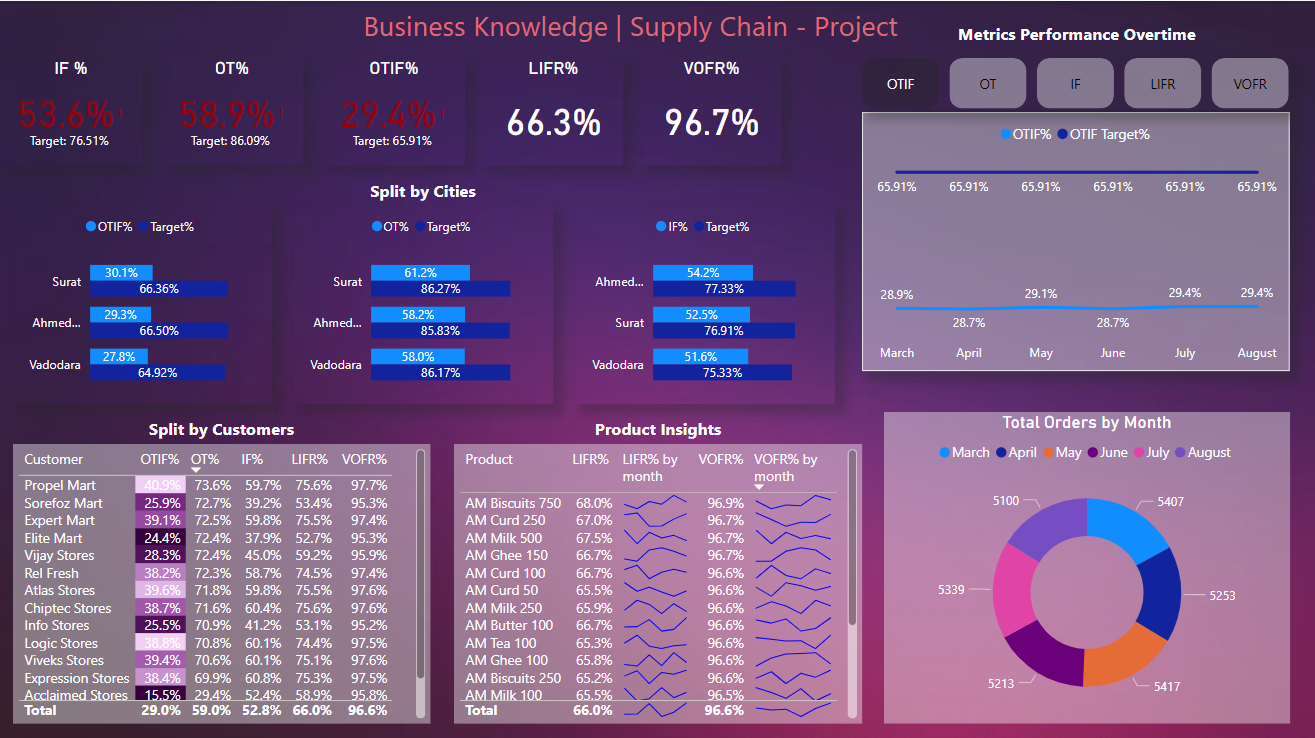 Business Knowledge | Supply Chain - Project
IF %
53.6%!
Target: 76.51%
OT%
58.9%!
Target: 86.09%
OTIF%
29.4%!
Target: 65.91%
LIFR%
66.3%
VOFR%
96.7%
Metrics Performance Overtime
OTIF OT IF LIFR VOFR
OTIF% OTIF Target%
65.91% 65.91% 65.91% 65.91% 65.91% 65.91%
28.9% 28.7% 29.1% 28.7% 29.4% 29.4%
March April May June July August
Split by Cities
OTIF% Target%
Surat 30.1%
66.36%
Ahmed... 29.3%
66.50%
Vadodara 27.8%
64.92%
OT% Target%
Surat 61.2%
86.27%
Ahmed... 58.2%
85.83%
Vadodara 58.0%
86.17%
IF% Target%
Ahmed... 54.2%
77.33%
Surat 52.5%
76.91%
Vadodara 51.6%
75.33%
Split by Customers
Customer OTIF% OT% IF% LIFR% VOFR%
Propel Mart 40.9% 73.6% 59.7% 75.6% 97.7%
Sorefoz Mart 25.9% 72.7% 39.2% 53.4% 95.3%
Expert Mart 39.1% 72.5% 59.8% 75.5% 97.4%
Elite Mart 24.4% 72.4% 37.9% 52.7% 95.3%
Vijay Stores 28.3% 72.4% 45.0% 59.2% 95.9%
Rel Fresh 38.2% 72.3% 58.7% 74.5% 97.4%
Atlas Stores 39.6% 71.8% 59.8% 75.5% 97.6%
Chiptec Stores 38.7% 71.6% 60.4% 75.6% 97.6%
Info Stores 25.5% 70.9% 41.2% 53.1% 95.2%
Logic Stores 38.8% 70.8% 60.1% 74.4% 97.5%
Viveks Stores 39.4% 70.6% 60.1% 75.1% 97.6%
Expression Stores 38.4% 69.9% 60.8% 75.3% 97.5%
Acclaimed Stores 15.5% 29.4% 52.4% 58.9% 95.8%
Total 29.0% 59.0% 52.8% 66.0% 96.6%
Product Insights
Product LIFR% LIFR% by month VOFR% VOFR% by month
AM Biscuits 750 68.0% 96.9%
AM Curd 250 67.0% 96.7%
AM Milk 500 67.5% 96.7%
AM Ghee 150 66.7% 96.7%
AM Curd 100 66.7% 96.6%
AM Curd 50 65.5% 96.6%
AM Milk 250 65.9% 96.6%
AM Butter 100 66.7% 96.6%
AM Tea 100 65.3% 96.6%
AM Ghee 100 65.8% 96.6%
AM Biscuits 250 65.2% 96.6%
AM Milk 100 65.5% 96.5%
Total 66.0% 96.6%
Total Orders by Month
March April May June July August
5407
5253
5417
5213
5339
5100